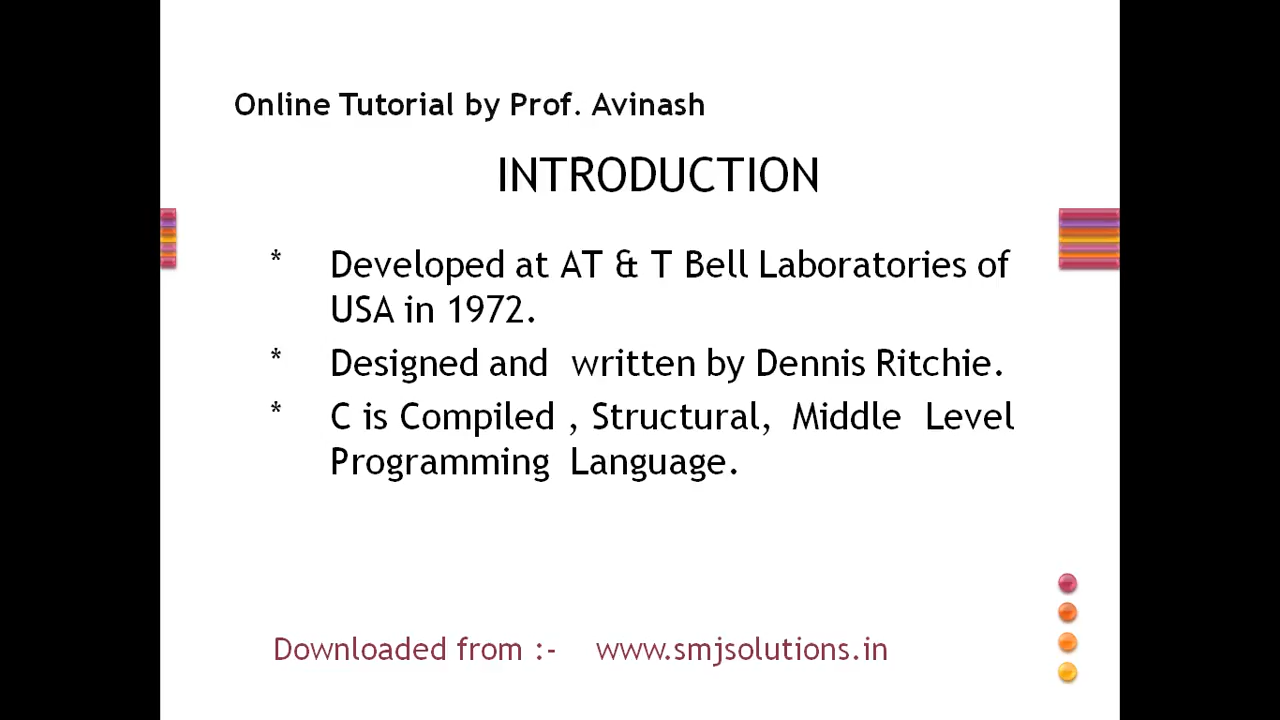 Online Tutorial by Prof. Avinash
INTRODUCTION
* Developed at AT & T Bell Laboratories of
USA in 1972.
* Designed and written by Dennis Ritchie.
* C is Compiled , Structural, Middle Level
Programming Language.
Downloaded from :- www.smjsolutions.in